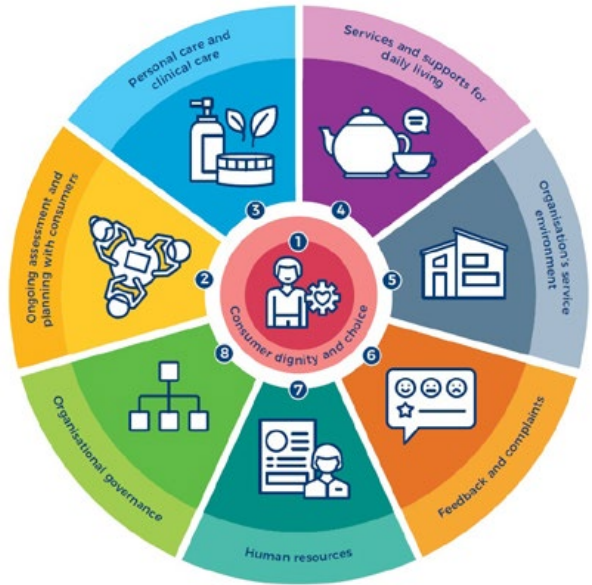 1
Consumer dignity and choice
2
Ongoing assessment and
planning with consumers
3
Personal care and
clinical care
4
Services and supports for
daily living
5
Organisation's service
environment
6
Feedback and complaints
7
Human resources
8
Organisational governance